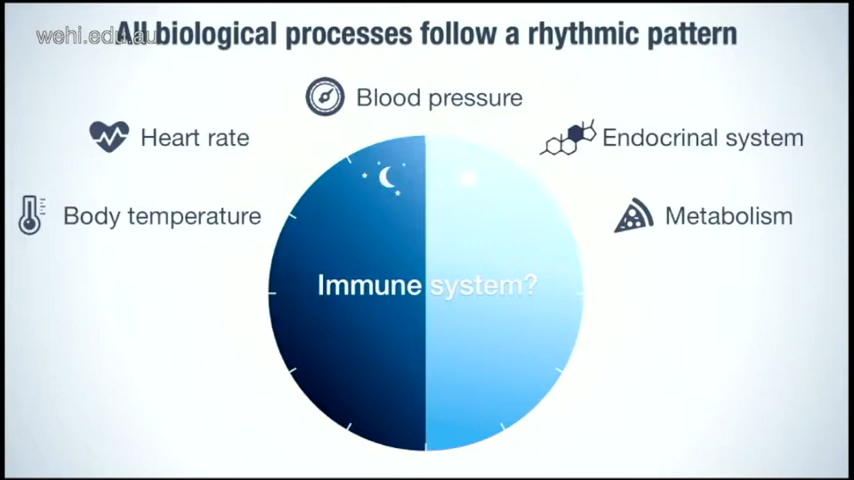 wehi.edu.au
All biological processes follow a rhythmic pattern
Blood pressure
Heart rate
Endocrinal system
Body temperature
Metabolism
Immune system?